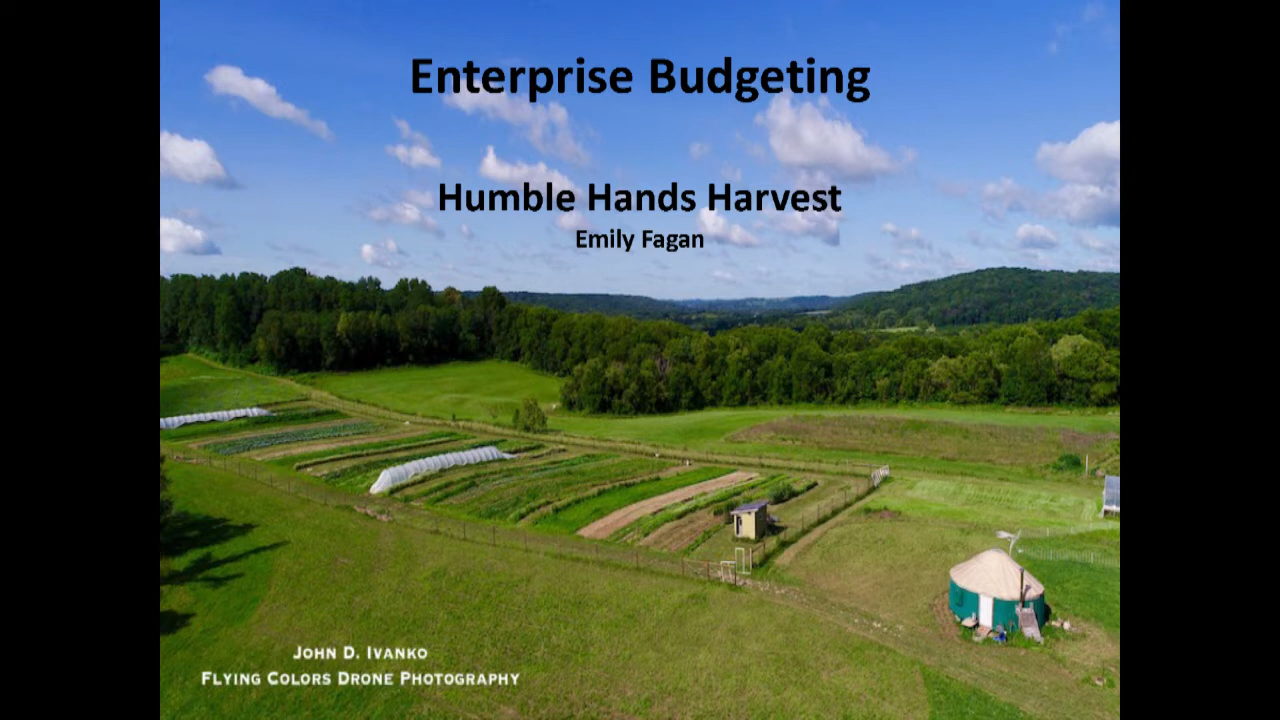 Enterprise Budgeting
Humble Hands Harvest
Emily Fagan
John D. Ivanko
Flying Colors Drone Photography